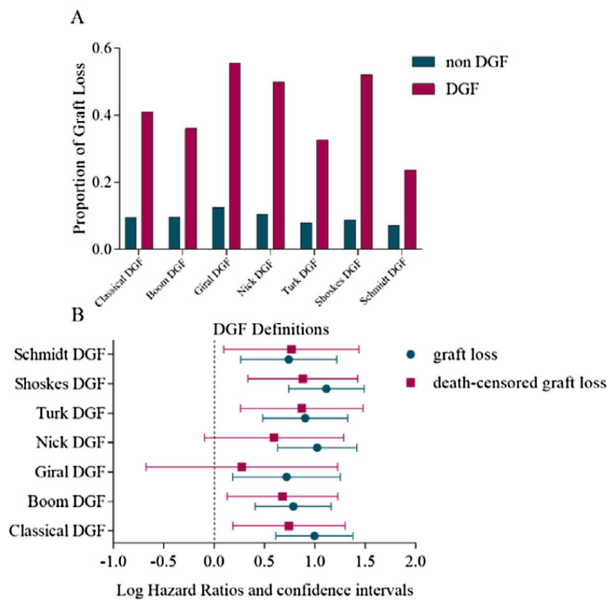 A
Proportion of Graft Loss
0.6
0.4
0.2
0.0
non DGF
DGF
Classical DGF
Boom DGF
Giral DGF
Nick DGF
Turk DGF
Shoskes DGF
Schmidt DGF
B
DGF Definitions
Schmidt DGF
Shoskes DGF
Turk DGF
Nick DGF
Giral DGF
Boom DGF
Classical DGF
graft loss
death-censored graft loss
-1.0 -0.5 0.0 0.5 1.0 1.5 2.0
Log Hazard Ratios and confidence intervals